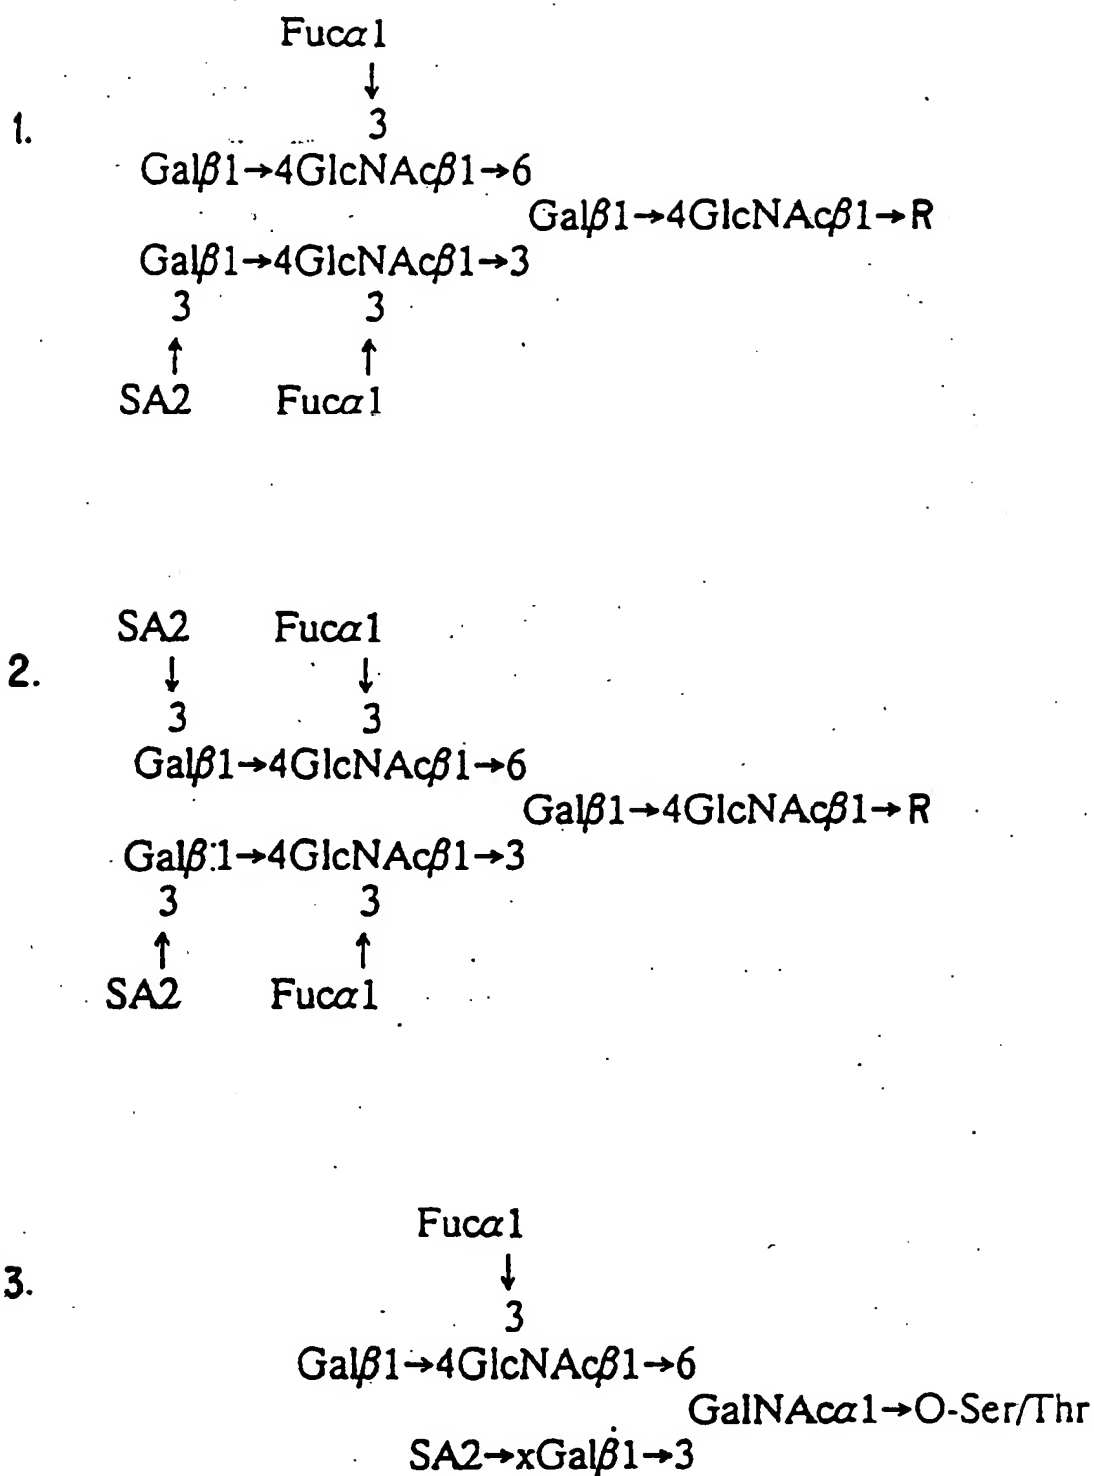 Fucα1
↓
1.
3
Galβ1→4GlcNAcβ1→6
Galβ1→4GlcNAcβ1→R
Galβ1→4GlcNAcβ1→3
3 3
↑ ↑
SA2 Fucα1
SA2 Fucα1
2.
↓ ↓
3 3
Galβ1→4GlcNAcβ1→6
Galβ1→4GlcNAcβ1→R
Galβ1→4GlcNAcβ1→3
3 3
↑ ↑
SA2 Fucα1
Fucα1
↓
3.
3
Galβ1→4GlcNAcβ1→6
GalNAcα1→O-Ser/Thr
SA2→xGalβ1→3